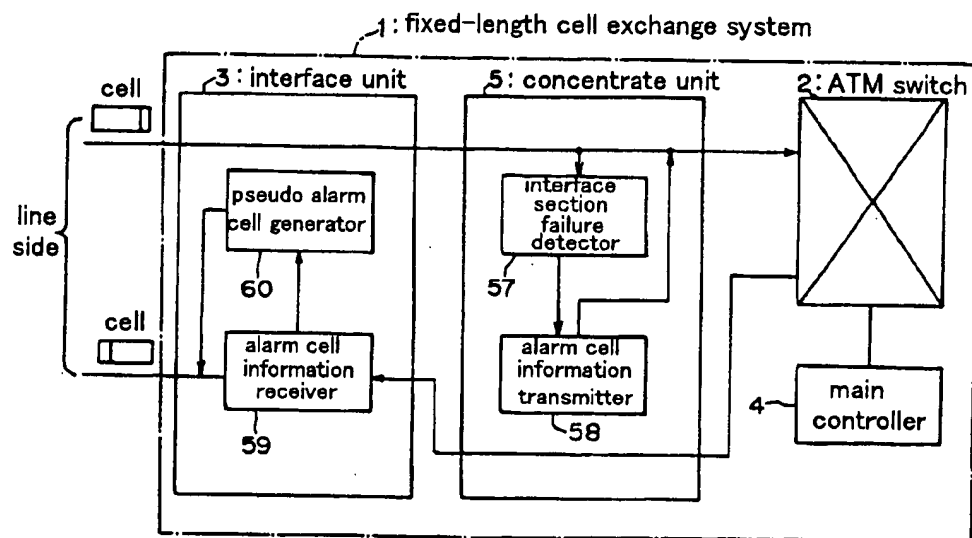 1: fixed-length cell exchange system
3: interface unit
5: concentrate unit
2: ATM switch
cell
line
side
pseudo alarm
cell generator
60
interface
section
failure
detector
57
cell
alarm cell
information
receiver
59
alarm cell
information
transmitter
58
4
main
controller